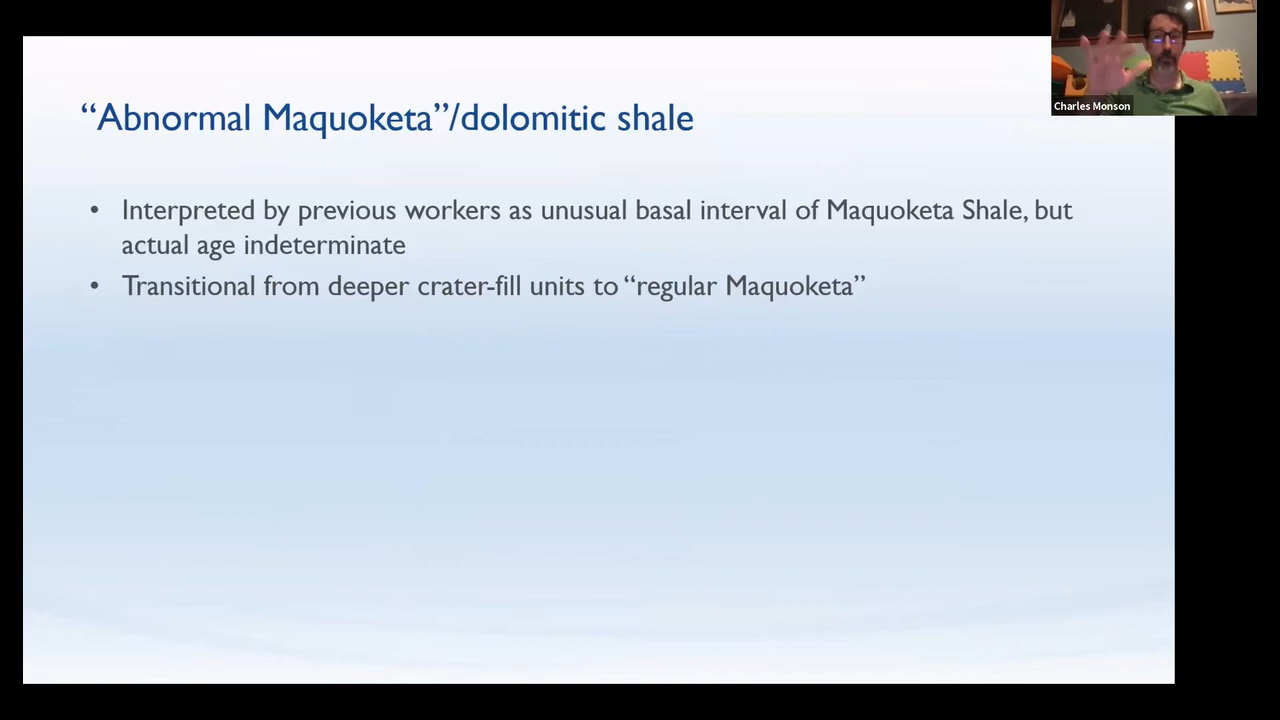 “Abnormal Maquoketa”/dolomitic shale
• Interpreted by previous workers as unusual basal interval of Maquoketa Shale, but
actual age indeterminate
• Transitional from deeper crater-fill units to “regular Maquoketa”
Charles Monson